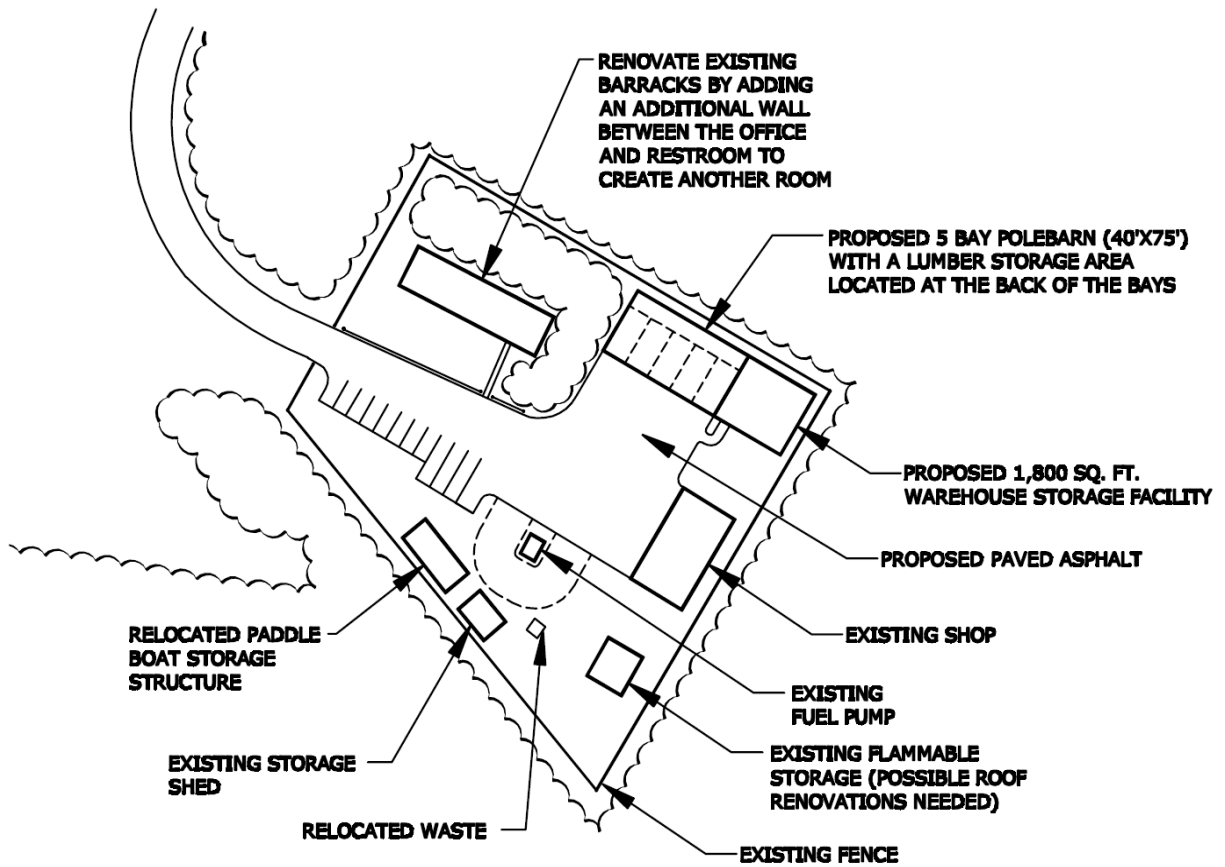 RENOVATE EXISTING
BARRACKS BY ADDING
AN ADDITIONAL WALL
BETWEEN THE OFFICE
AND RESTROOM TO
CREATE ANOTHER ROOM
PROPOSED 5 BAY POLEBARN (40'X75')
WITH A LUMBER STORAGE AREA
LOCATED AT THE BACK OF THE BAYS
PROPOSED 1,800 SQ. FT.
WAREHOUSE STORAGE FACILITY
PROPOSED PAVED ASPHALT
EXISTING SHOP
RELOCATED PADDLE
BOAT STORAGE
STRUCTURE
EXISTING
FUEL PUMP
EXISTING FLAMMABLE
STORAGE (POSSIBLE ROOF
RENOVATIONS NEEDED)
EXISTING STORAGE
SHED
RELOCATED WASTE
EXISTING FENCE